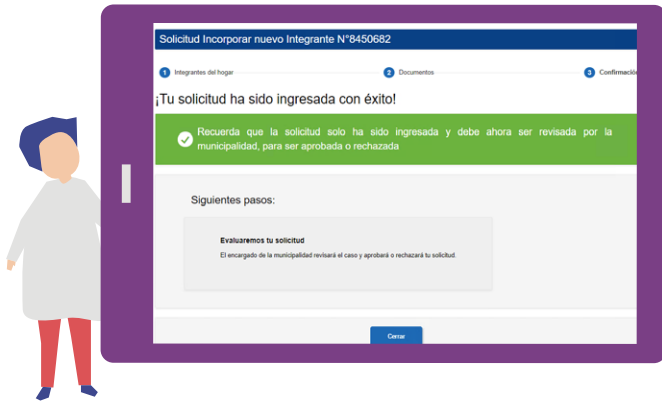 Solicitud Incorporar nuevo Integrante N°8450682
1 Integrantes del hogar 2 Documentos 3 Confirmació
¡Tu solicitud ha sido ingresada con éxito!
Recuerda que la solicitud solo ha sido ingresada y debe ahora ser revisada por la
municipalidad, para ser aprobada o rechazada
Siguientes pasos:
Evaluaremos tu solicitud
El encargado de la municipalidad revisará el caso y aprobará o rechazará tu solicitud.
Cerrar